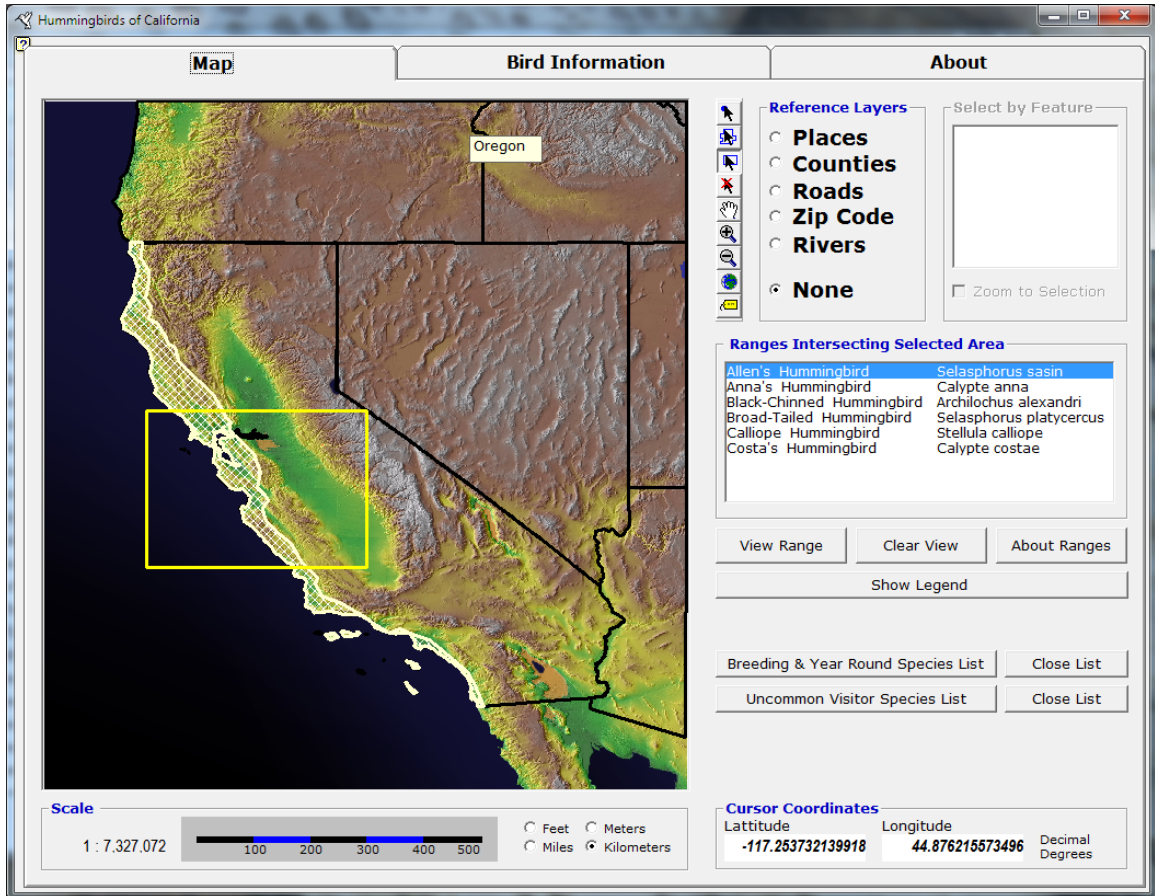 Hummingbirds of California
?
Map
Bird Information
About
Oregon
Reference Layers
Places
Counties
Roads
Zip Code
Rivers
None
Select by Feature
Zoom to Selection
Ranges Intersecting Selected Area
Allen's Hummingbird Selasphorus sasin
Anna's Hummingbird Calypte anna
Black-Chinned Hummingbird Archilochus alexandri
Broad-Tailed Hummingbird Selasphorus platycercus
Calliope Hummingbird Stellula calliope
Costa's Hummingbird Calypte costae
View Range
Clear View
About Ranges
Show Legend
Breeding & Year Round Species List
Close List
Uncommon Visitor Species List
Close List
Scale
1 : 7,327,072
100 200 300 400 500
Feet Meters
Miles Kilometers
Cursor Coordinates
Lattitude Longitude
-117.253732139918 44.876215573496 Decimal
Degrees